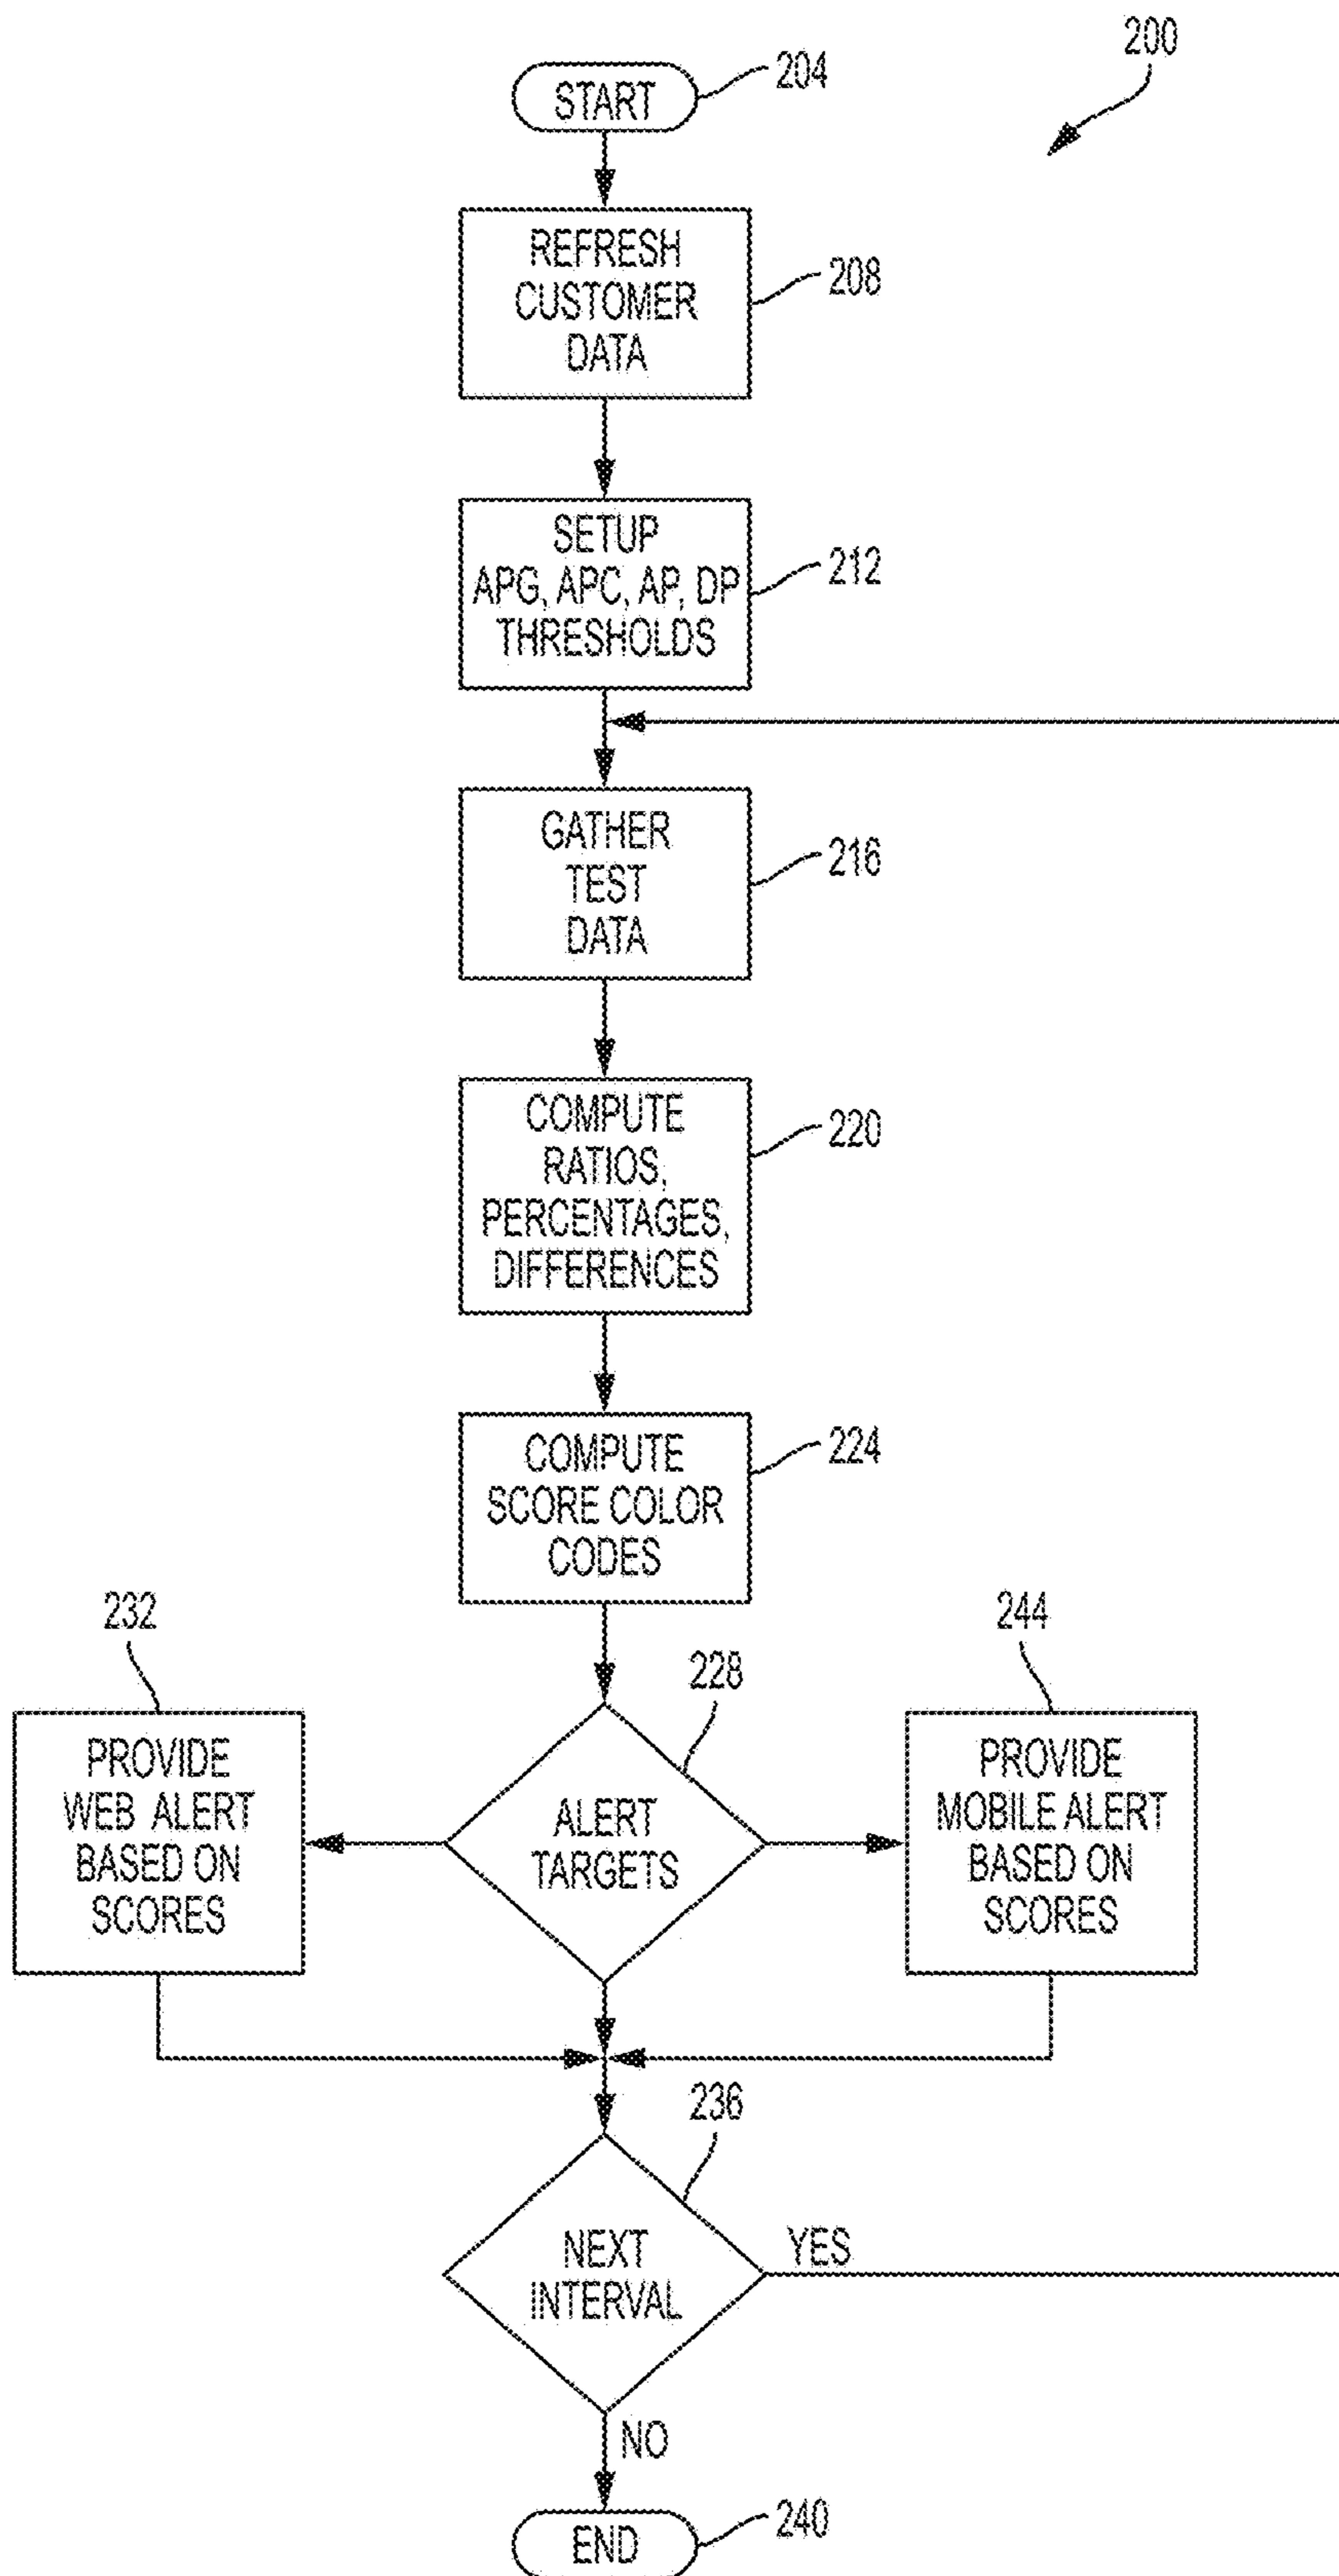 200
START
204
REFRESH
CUSTOMER
DATA
208
SETUP
APG, APC, AP, DP
THRESHOLDS
212
GATHER
TEST
DATA
216
COMPUTE
RATIOS,
PERCENTAGES,
DIFFERENCES
220
COMPUTE
SCORE COLOR
CODES
224
232
PROVIDE
WEB ALERT
BASED ON
SCORES
228
ALERT
TARGETS
244
PROVIDE
MOBILE ALERT
BASED ON
SCORES
236
NEXT
INTERVAL
YES
NO
END
240